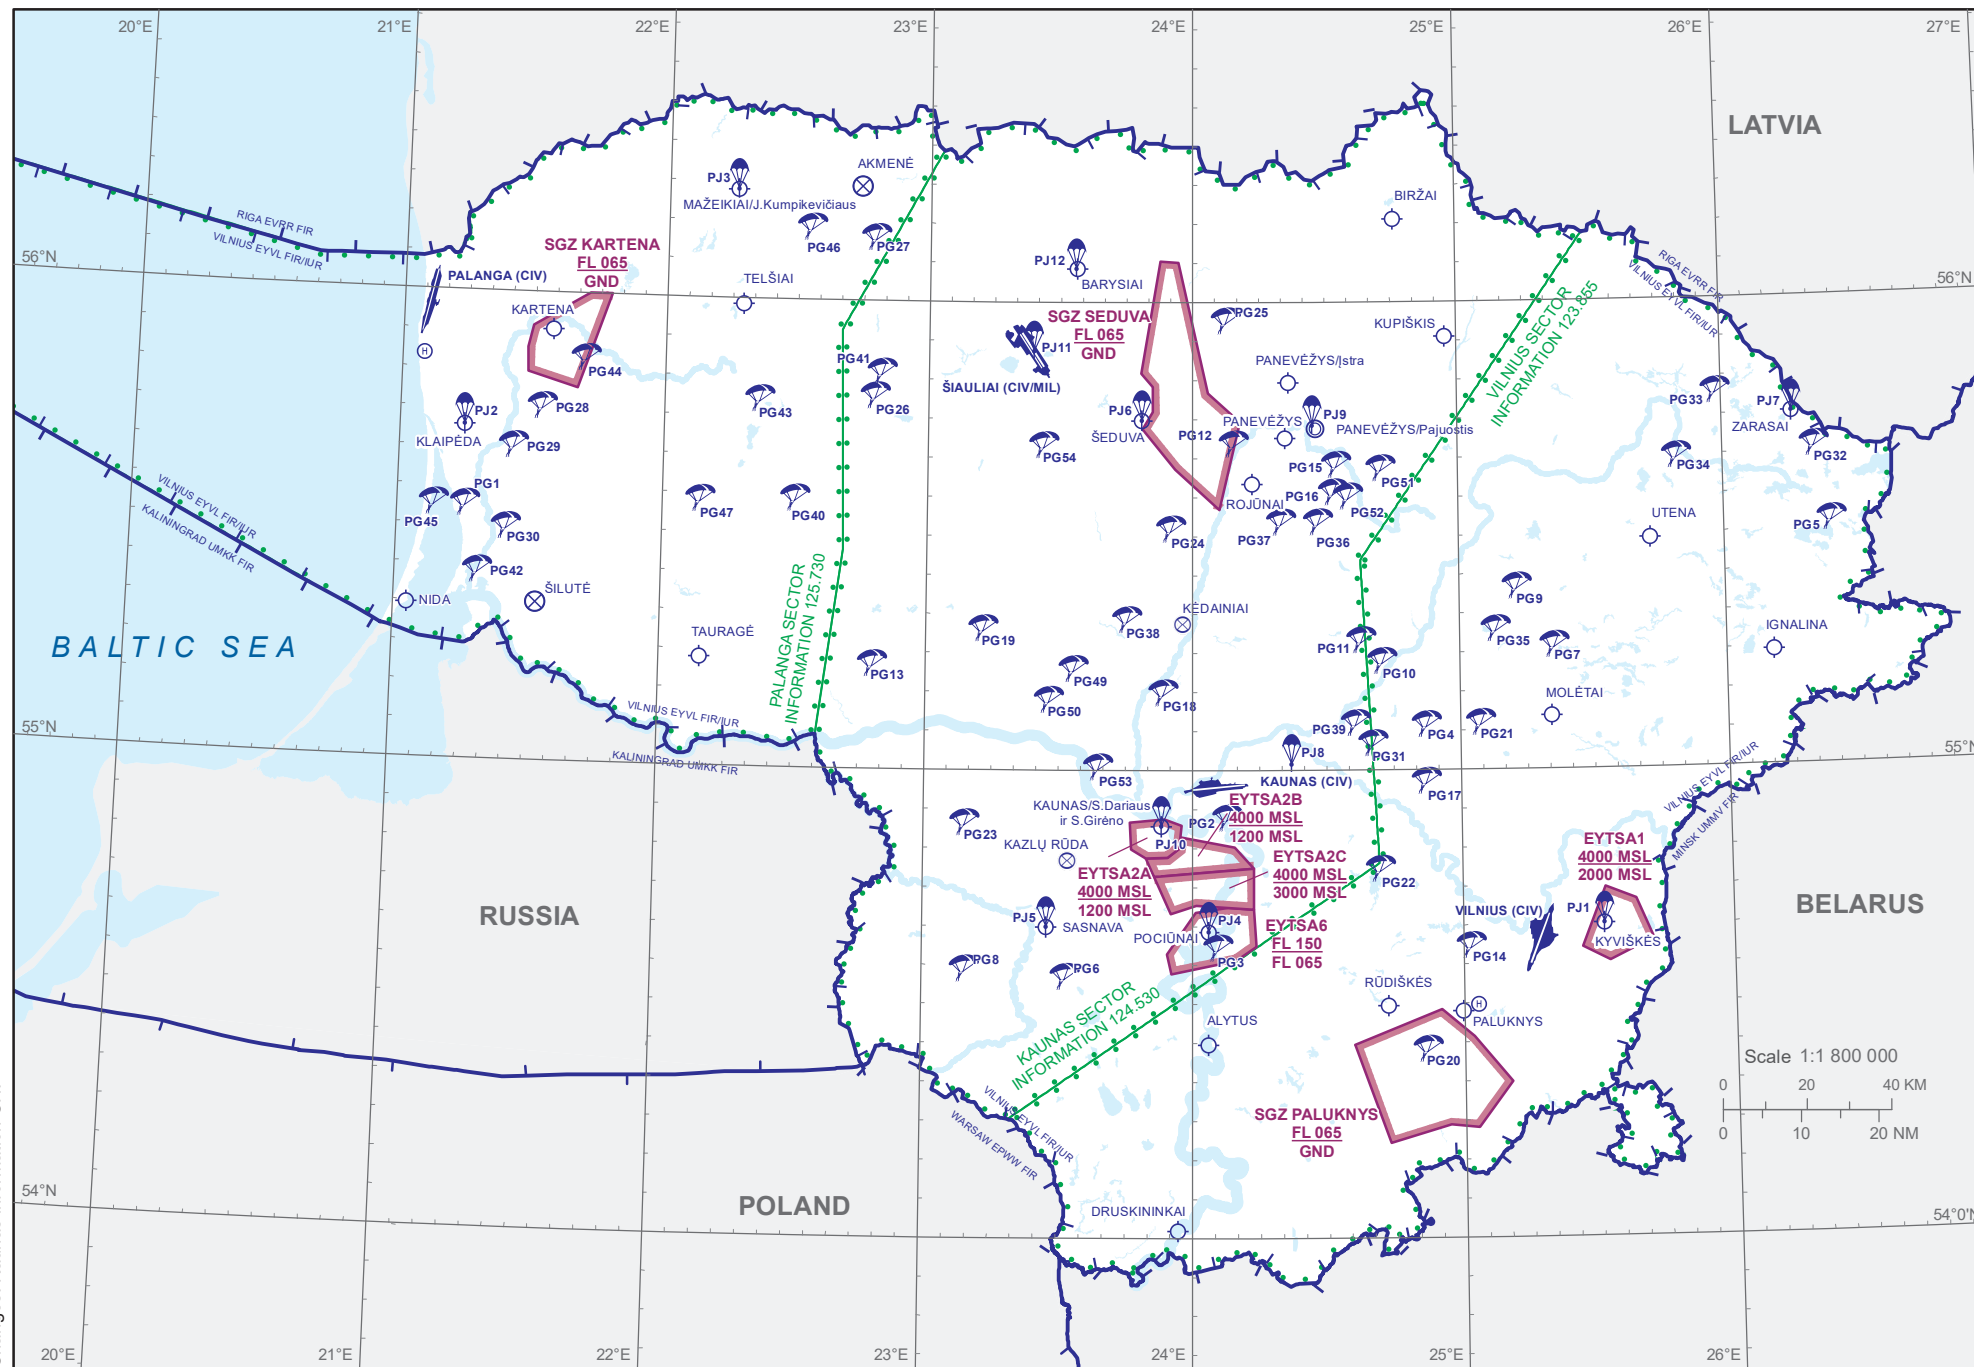 20°E
21°E
22°E
23°E
24°E
25°E
26°E
27°E
LATVIA
AKMENĖ
PJ3
MAŽEIKIAI/J.Kumpikevičiaus
BIRŽAI
RIGA EVRR FIR
VILNIUS EYVL FIR/IUR
PG46
PG27
SGZ KARTENA
FL 065
GND
PJ12
BARYSIAI
RIGA EVRR FIR
VILNIUS EYVL FIR/IUR
56°N
56°N
PALANGA (CIV)
TELŠIAI
KARTENA
VILNIUS SECTOR
INFORMATION 123.855
SGZ SEDUVA
FL 065
GND
PG25
KUPIŠKIS
H
PJ11
ŠIAULIAI (CIV/MIL)
PG44
PG41
PANEVĖŽYS/Įstra
PG26
PG43
PG28
PG33
PJ7
ZARASAI
PJ2
KLAIPĖDA
PJ6
ŠEDUVA
PJ9
PANEVĖŽYS
PANEVĖŽYS/Pajuostis
PG12
PG29
PG54
PG32
PG34
PG15
PG51
PG1
PG45
PG47
PG40
PG16
PG52
ROJŪNAI
VILNIUS EYVL FIR/IUR
KALININGRAD UMKK FIR
PG30
PG24
PG37
PG36
UTENA
PG5
PG42
ŠILUTĖ
NIDA
PALANGA SECTOR
INFORMATION 125.730
PG9
KĖDAINIAI
BALTIC SEA
TAURAGĖ
PG19
PG38
PG35
IGNALINA
PG11
PG7
PG13
PG49
PG10
PG50
PG18
MOLĖTAI
VILNIUS EYVL FIR/IUR
KALININGRAD UMKK FIR
PG39
PG4
PG21
55°N
55°N
PG31
PJ8
PG53
KAUNAS (CIV)
PG17
VILNIUS EYVL FIR/IUR
MINSK UMMV FIR
KAUNAS/S.Dariaus
ir S.Girėno
PJ10
PG2
EYTSA2B
4000 MSL
1200 MSL
PG23
KAZLŲ RŪDA
EYTSA1
4000 MSL
2000 MSL
EYTSA2C
4000 MSL
3000 MSL
EYTSA2A
4000 MSL
1200 MSL
PG22
RUSSIA
BELARUS
PJ5
SASNAVA
PJ4
POCIŪNAI
PG3
EYTSA6
FL 150
FL 065
VILNIUS (CIV)
PJ1
KYVIŠKĖS
PG14
PG8
PG6
RŪDIŠKĖS
H
PALUKNYS
KAUNAS SECTOR
INFORMATION 124.530
ALYTUS
PG20
Scale 1:1 800 000
0 20 40 KM
0 10 20 NM
SGZ PALUKNYS
FL 065
GND
VILNIUS EYVL FIR/IUR
WARSAW EPWW FIR
54°N
POLAND
DRUSKININKAI
54°0'N
20°E
21°E
22°E
23°E
24°E
25°E
26°E